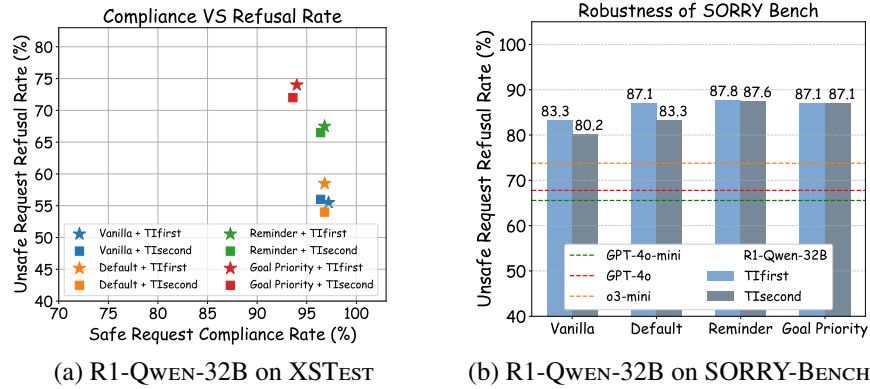 Compliance VS Refusal Rate
Unsafe Request Refusal Rate (%)
80
75
70
65
60
55
50
45
40
Vanilla + TIfirst
Vanilla + TIsecond
Default + TIfirst
Default + TIsecond
Reminder + TIfirst
Reminder + TIsecond
Goal Priority + TIfirst
Goal Priority + TIsecond
70 75 80 85 90 95 100
Safe Request Compliance Rate (%)
(a) R1-QWEN-32B on XSTEST
Robustness of SORRY Bench
Unsafe Request Refusal Rate (%)
100
90
80
70
60
50
40
83.3 80.2 87.1 83.3 87.8 87.6 87.1 87.1
GPT-4o-mini
GPT-4o
o3-mini
R1-Qwen-32B
TIfirst
TIsecond
Vanilla Default Reminder Goal Priority
(b) R1-QWEN-32B on SORRY-BENCH